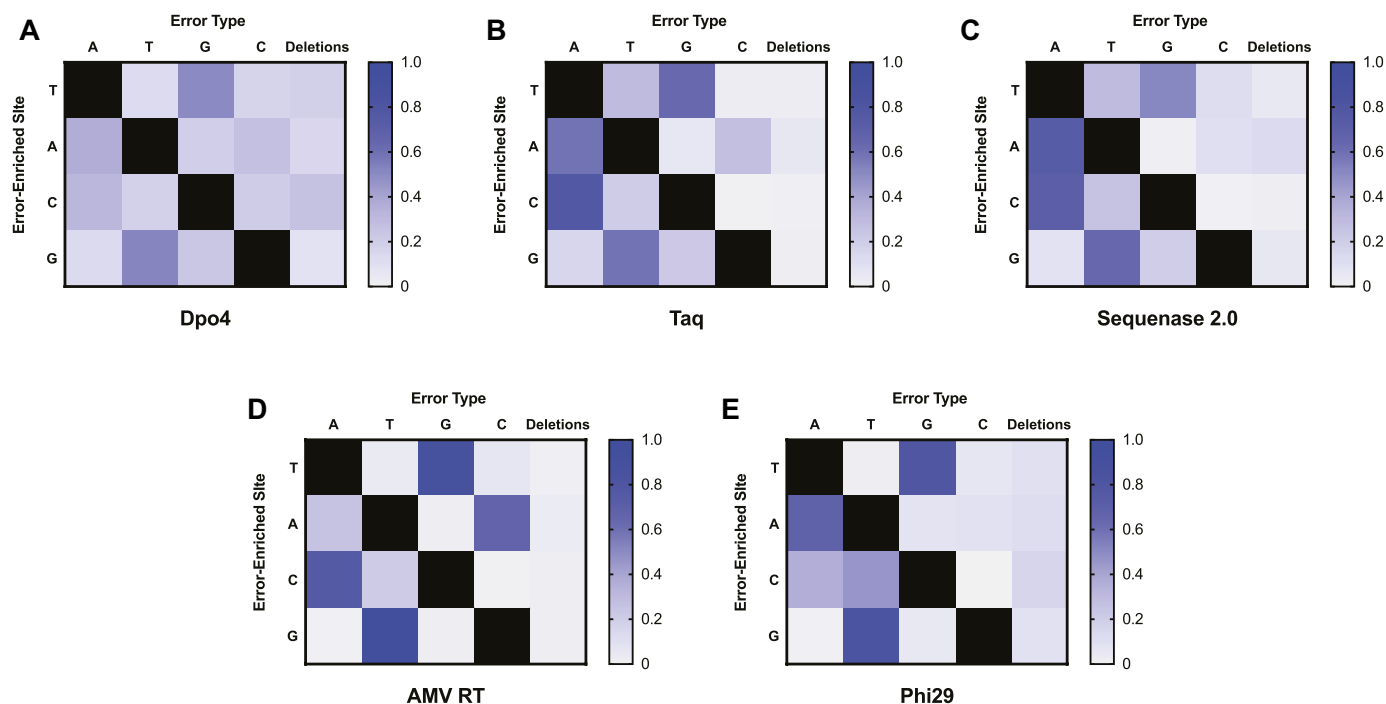 A
Error Type
A T G C Deletions
Error-Enriched SIte
T
A
C
G
1.0
0.8
0.6
0.4
0.2
0
Dpo4
B
Error Type
A T G C Deletions
Error-Enriched SIte
T
A
C
G
1.0
0.8
0.6
0.4
0.2
0
Taq
C
Error Type
A T G C Deletions
Error-Enriched SIte
T
A
C
G
1.0
0.8
0.6
0.4
0.2
0
Sequenase 2.0
D
Error Type
A T G C Deletions
Error-Enriched SIte
T
A
C
G
1.0
0.8
0.6
0.4
0.2
0
AMV RT
E
Error Type
A T G C Deletions
Error-Enriched SIte
T
A
C
G
1.0
0.8
0.6
0.4
0.2
0
Phi29